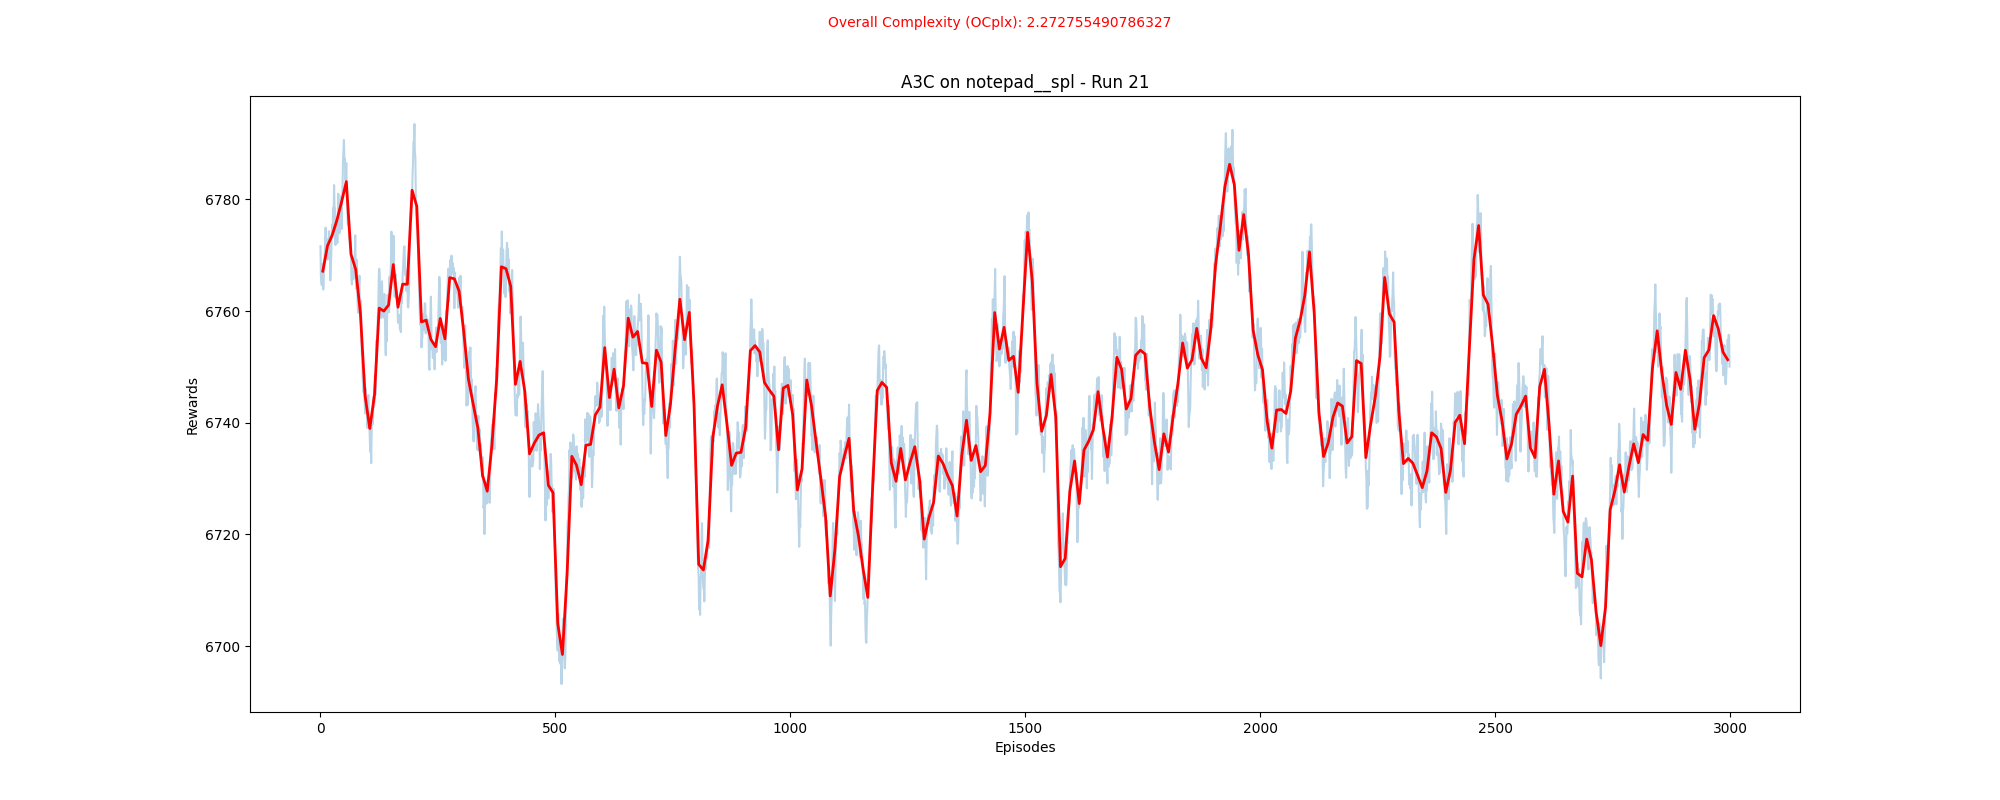 Overall Complexity (OCplx): 2.272755490786327
A3C on notepad__spl - Run 21
Rewards
6780
6760
6740
6720
6700
0 500 1000 1500 2000 2500 3000
Episodes